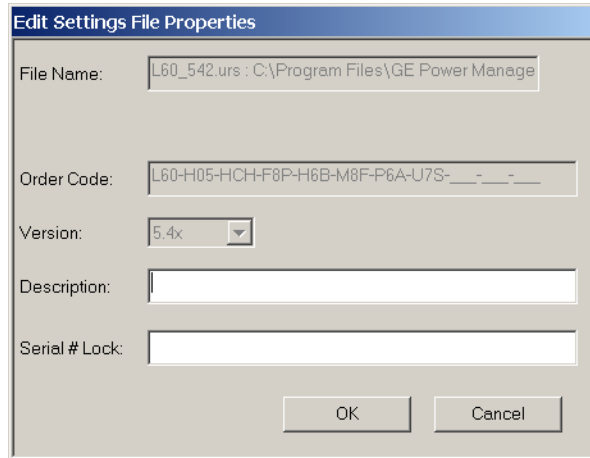 Edit Settings File Properties
File Name: L60_542.urs : C:\Program Files\GE Power Manage
Order Code: L60-H05-HCH-F8P-H6B-M8F-P6A-U7S-___-___-___
Version: 5.4x
Description:
Serial # Lock:
OK Cancel